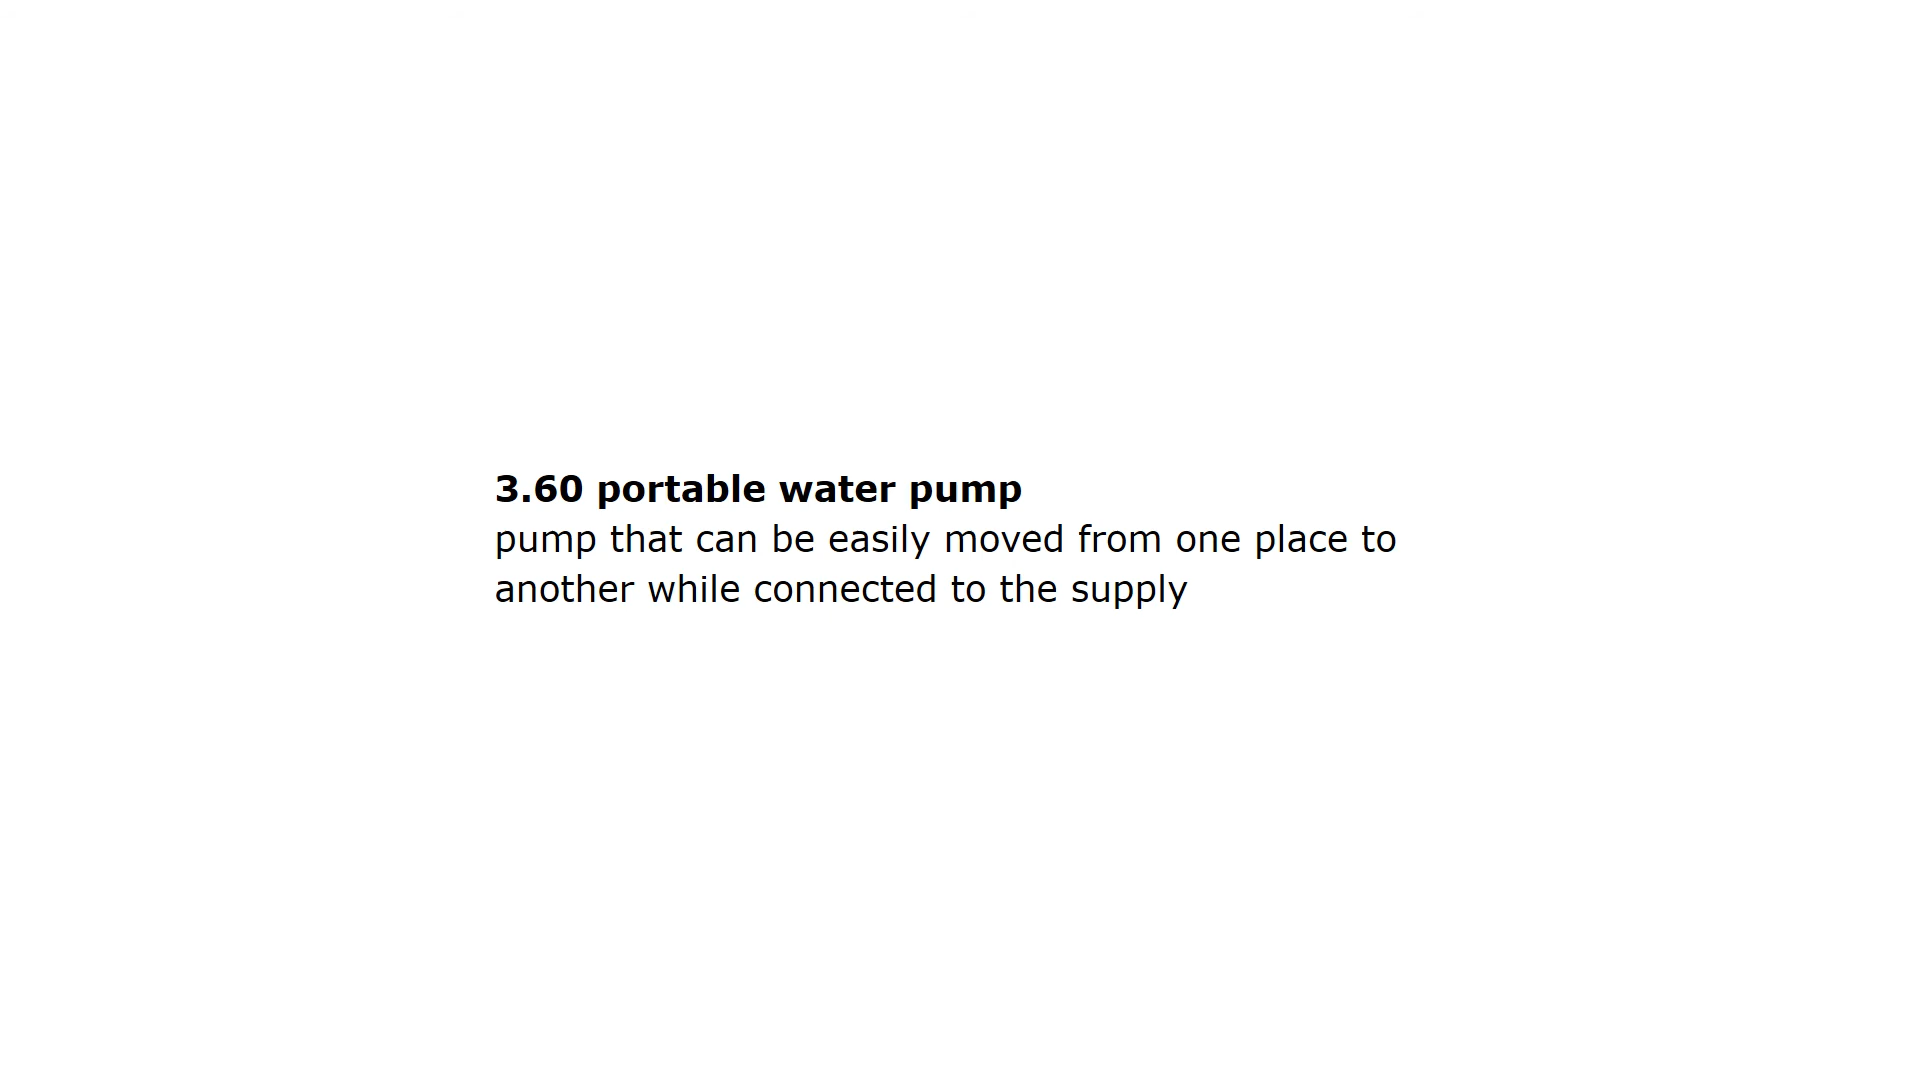 3.60 portable water pump
pump that can be easily moved from one place to
another while connected to the supply